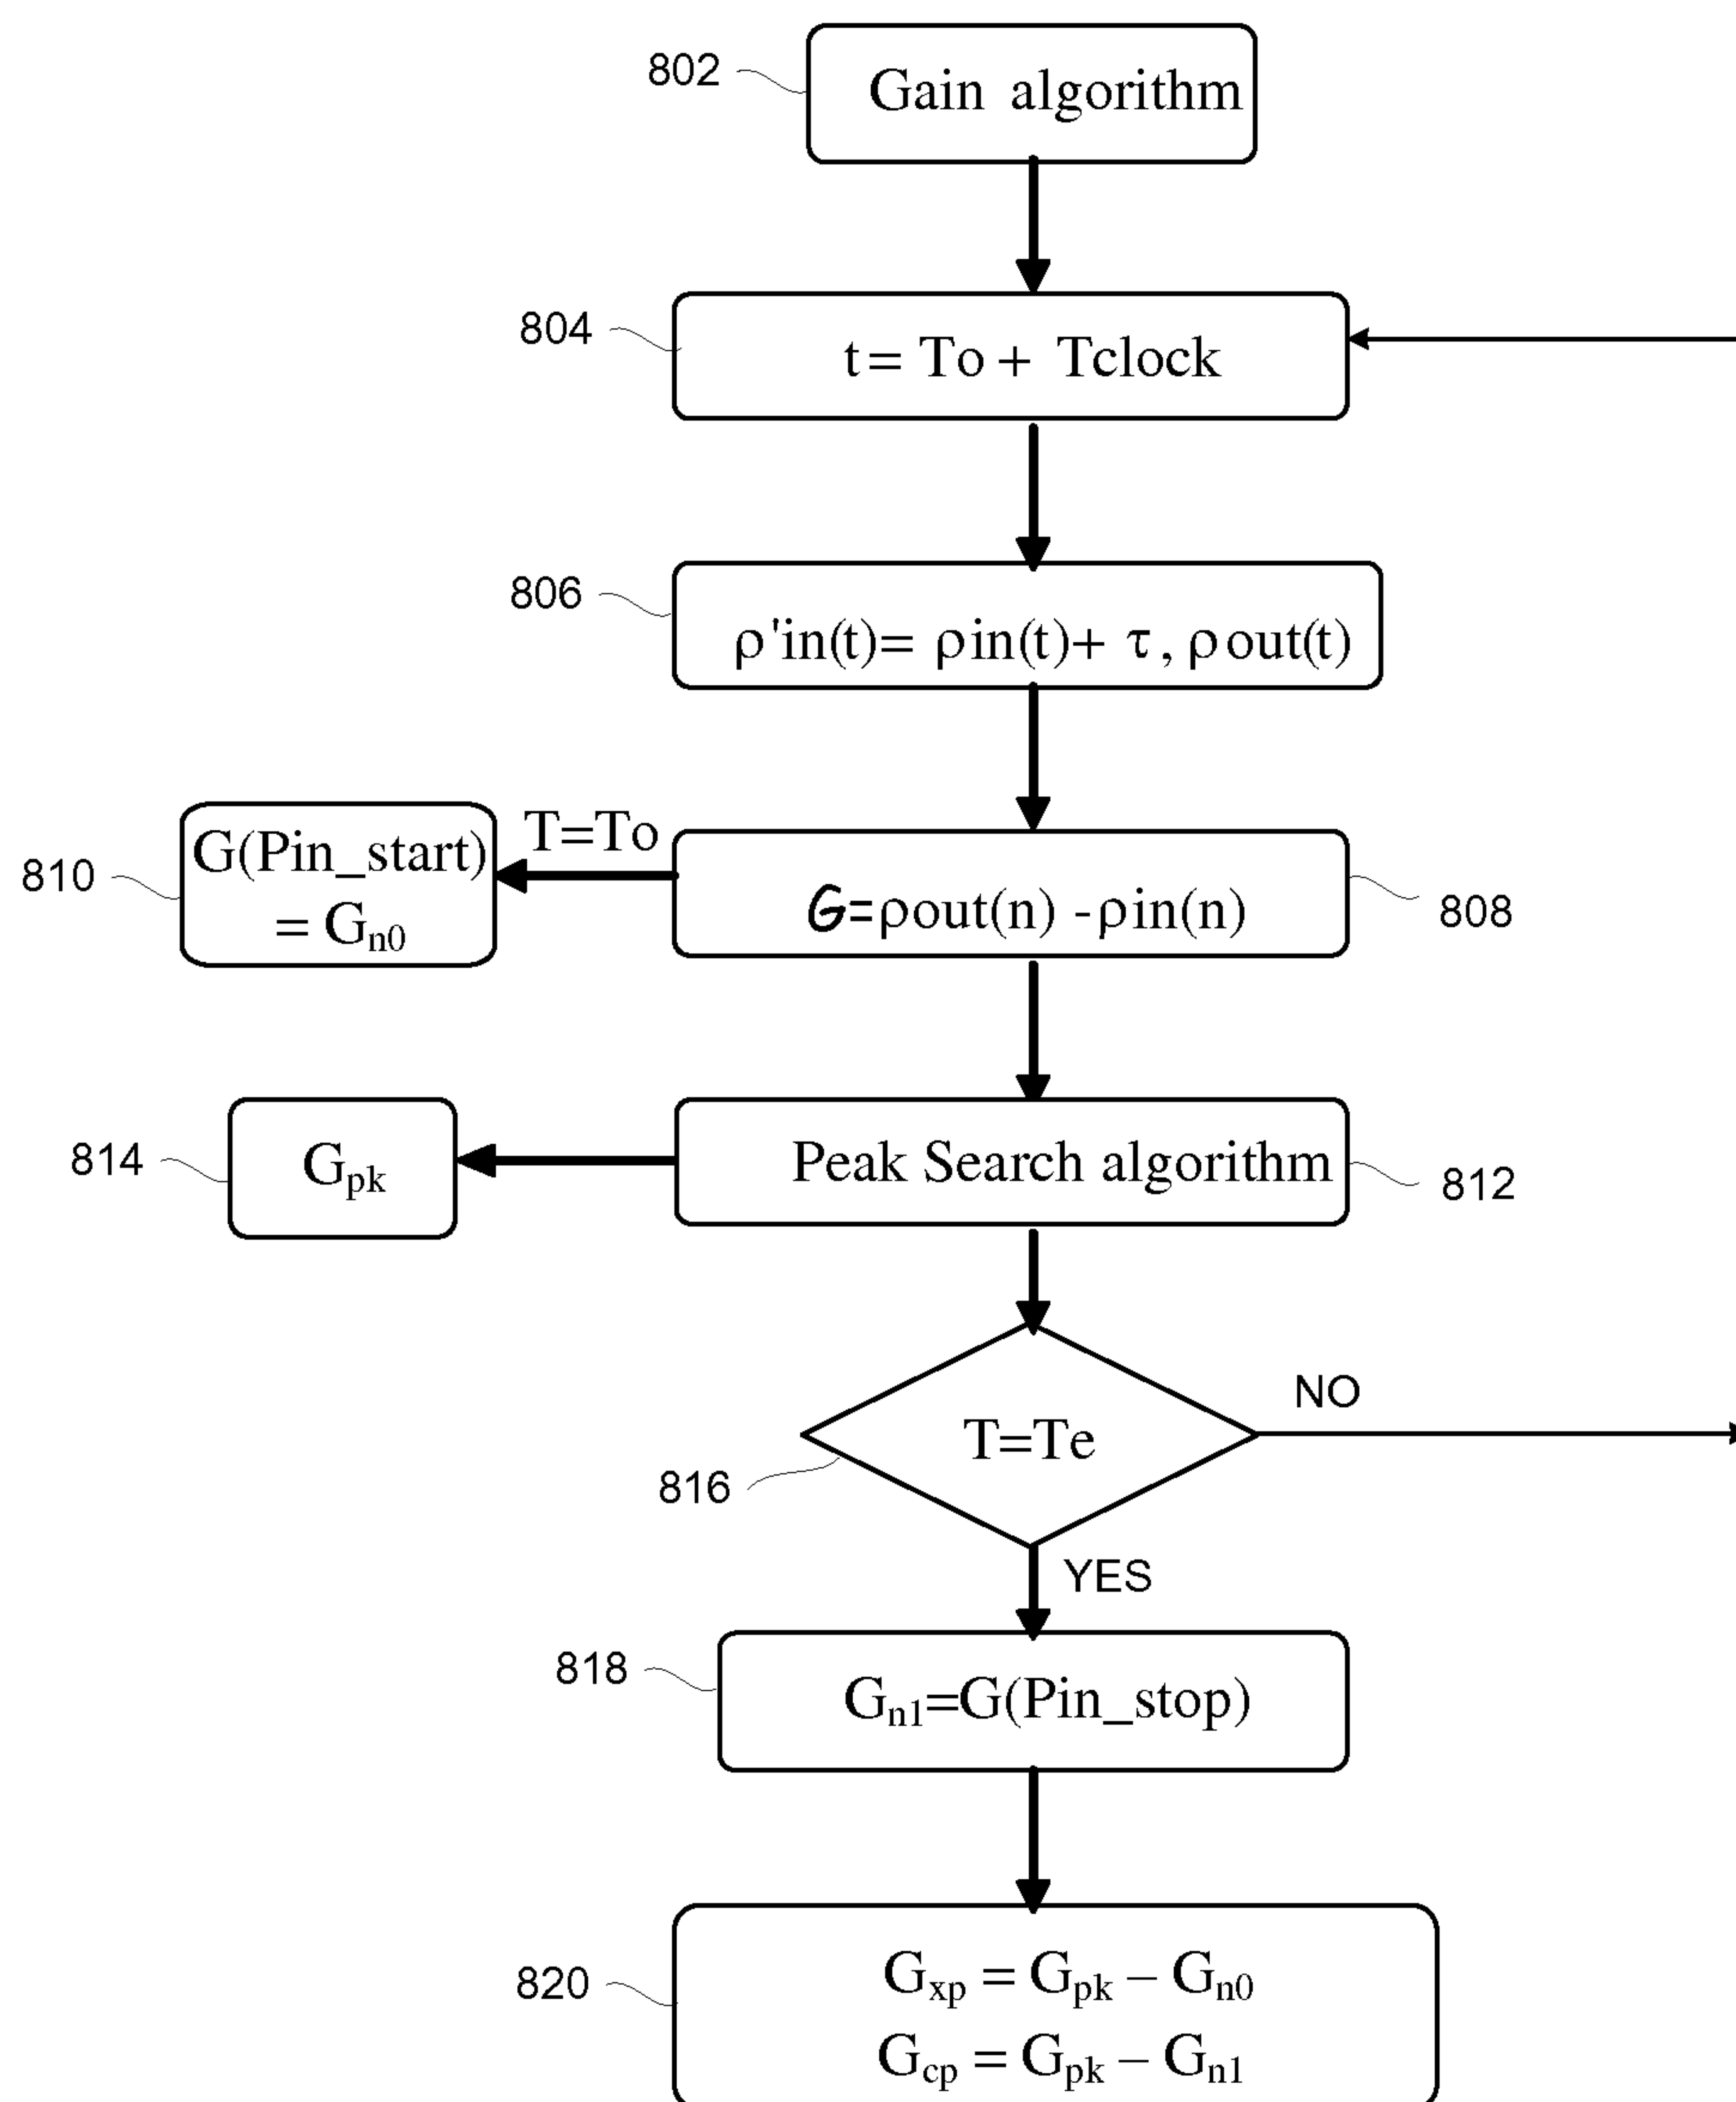 802
Gain algorithm
804
t= To + Tclock
806
ρ'in(t)= ρin(t)+ τ, ρout(t)
810
G(Pin_start)
= Gn0
T=To
G=ρout(n) -ρin(n)
808
814
Gpk
Peak Search algorithm
812
816
T=Te
NO
YES
818
Gn1=G(Pin_stop)
820
Gxp = Gpk – Gn0
Gcp = Gpk – Gn1